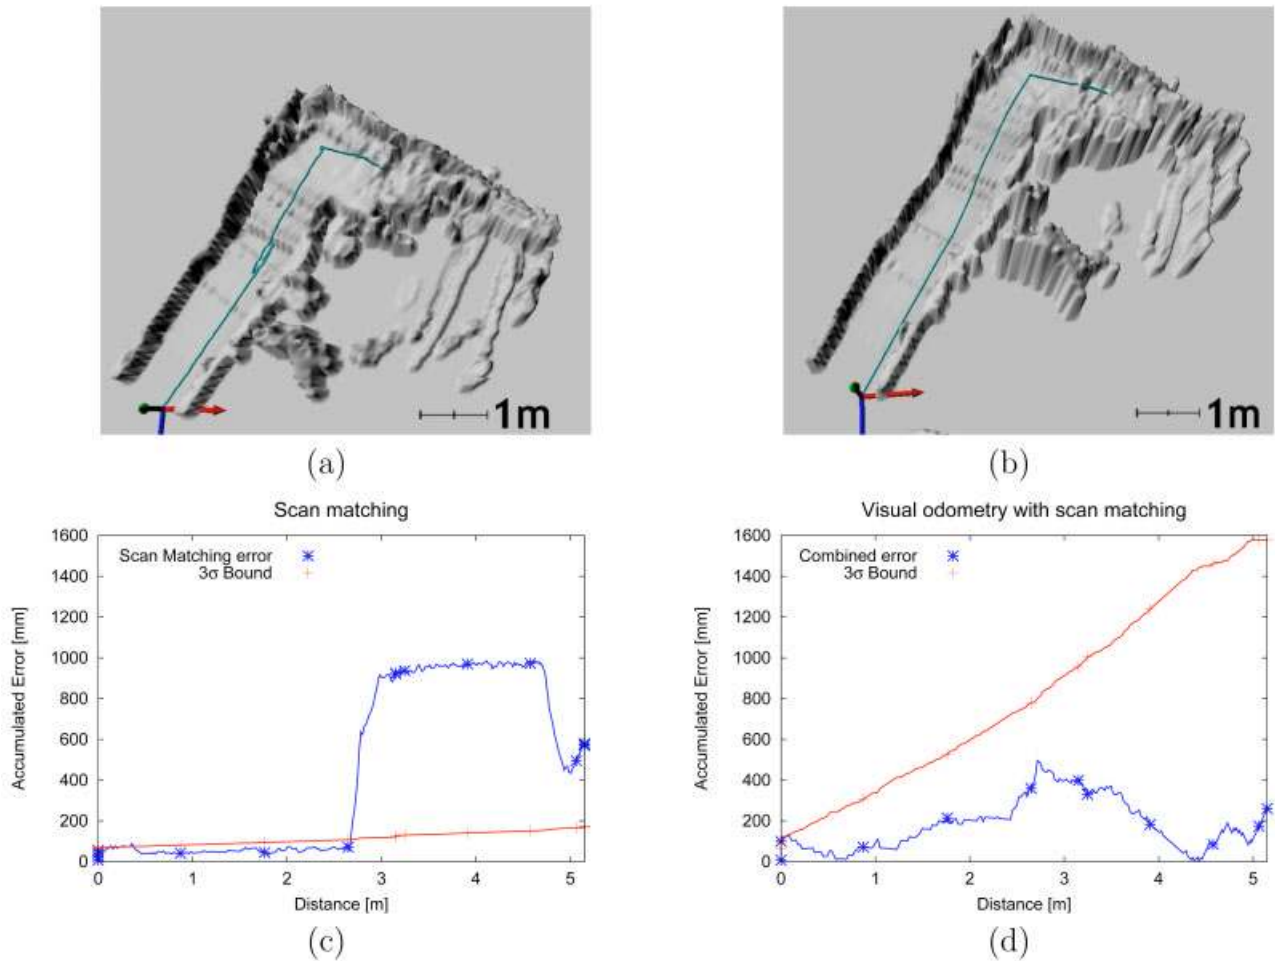 1m
1m
(a)
(b)
Scan matching
1600
1400
1200
1000
800
600
400
200
0
Accumulated Error [mm]
Scan Matching error
3σ Bound
0
1
2
3
4
5
Distance [m]
(c)
Visual odometry with scan matching
1600
1400
1200
1000
800
600
400
200
0
Accumulated Error [mm]
Combined error
3σ Bound
0
1
2
3
4
5
Distance [m]
(d)